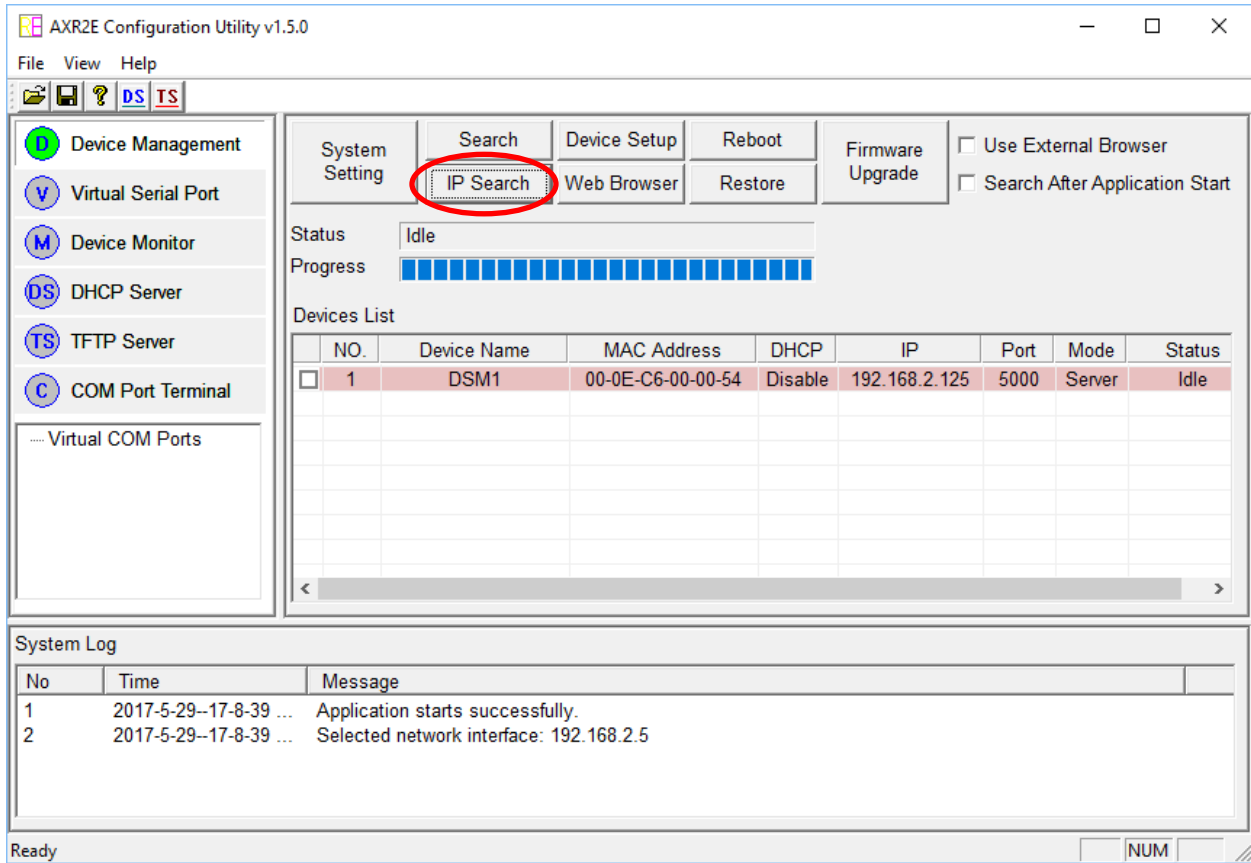 AXR2E Configuration Utility v1.5.0
File View Help
DS TS
D Device Management
V Virtual Serial Port
M Device Monitor
DS DHCP Server
TS TFTP Server
C COM Port Terminal
Virtual COM Ports
System Setting
Search
Device Setup
Reboot
IP Search
Web Browser
Restore
Firmware Upgrade
Use External Browser
Search After Application Start
Status Idle
Progress
Devices List
NO. Device Name MAC Address DHCP IP Port Mode Status
1 DSM1 00-0E-C6-00-00-54 Disable 192.168.2.125 5000 Server Idle
System Log
No Time Message
1 2017-5-29--17-8-39 ... Application starts successfully.
2 2017-5-29--17-8-39 ... Selected network interface: 192.168.2.5
Ready NUM